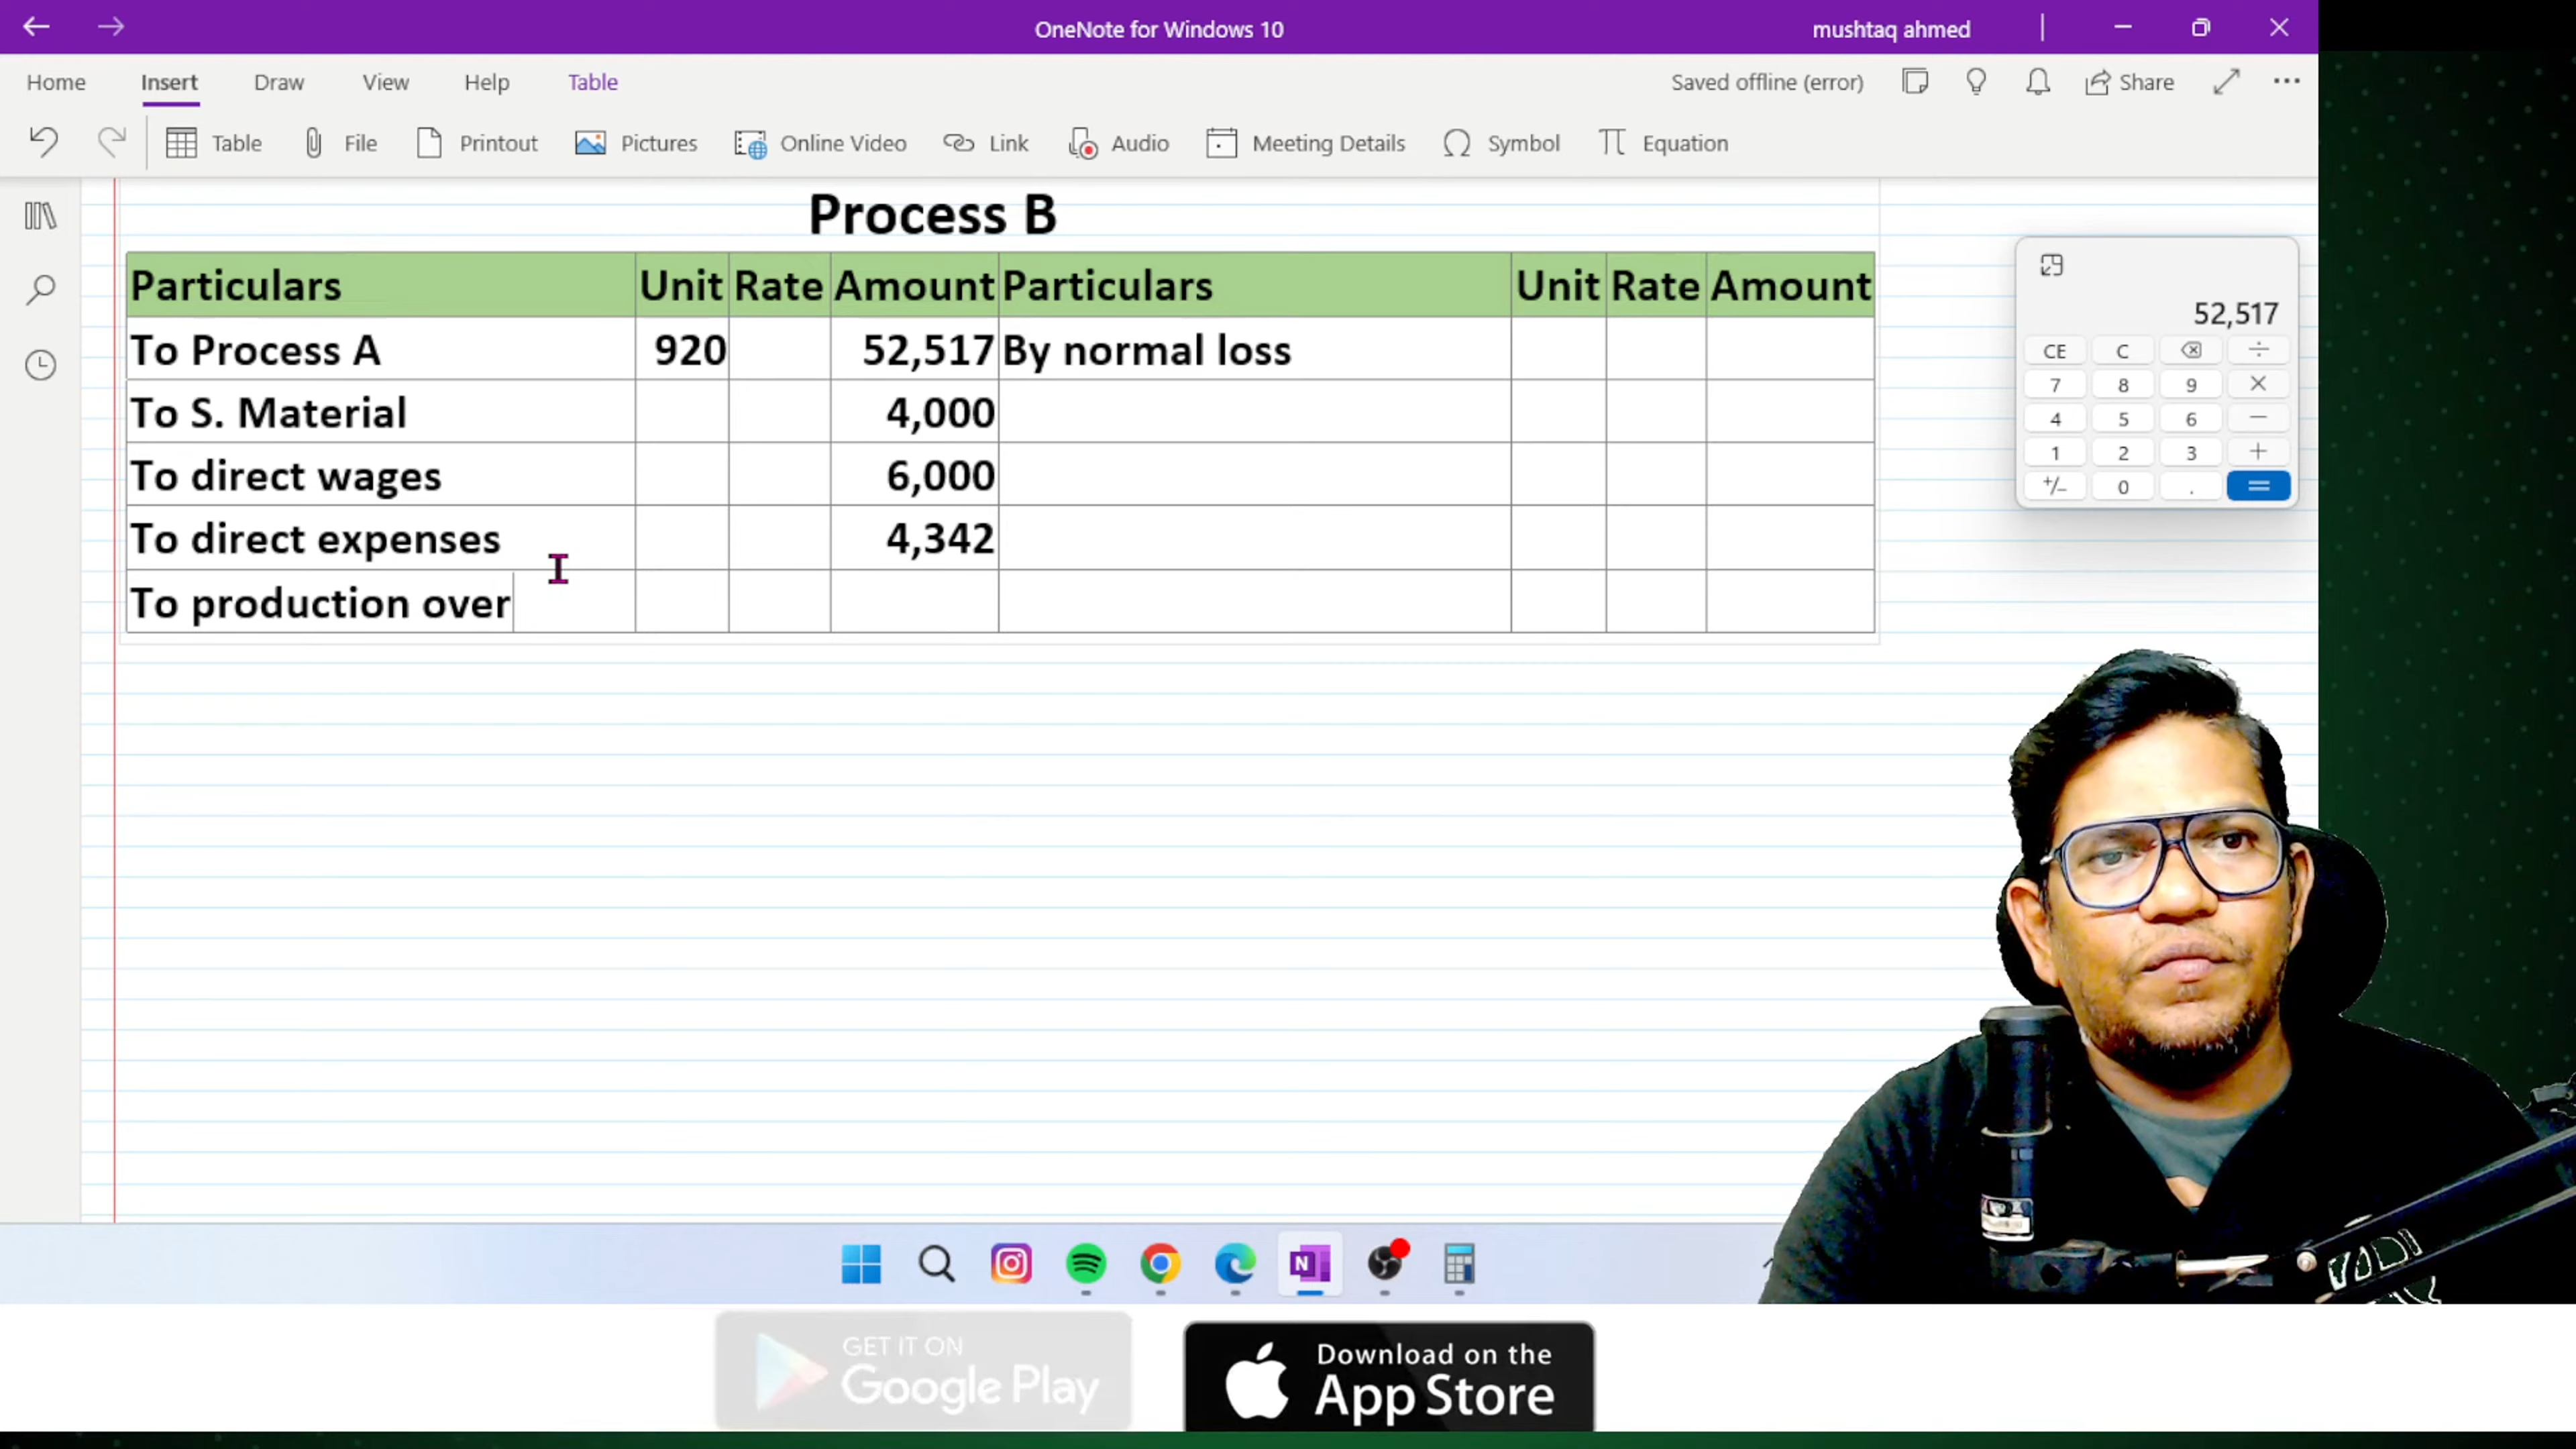 OneNote for Windows 10
mushtaq ahmed
Home Insert Draw View Help Table
Saved offline (error)
Share
Table File Printout Pictures Online Video Link Audio Meeting Details Symbol Equation
Process B
Particulars Unit Rate Amount Particulars Unit Rate Amount
To Process A 920 52,517 By normal loss
To S. Material 4,000
To direct wages 6,000
To direct expenses 4,342
To production over
52,517
CE C ⌫ ÷
7 8 9 ×
4 5 6 −
1 2 3 +
+/− 0 . =
GET IT ON
Google Play
Download on the
App Store